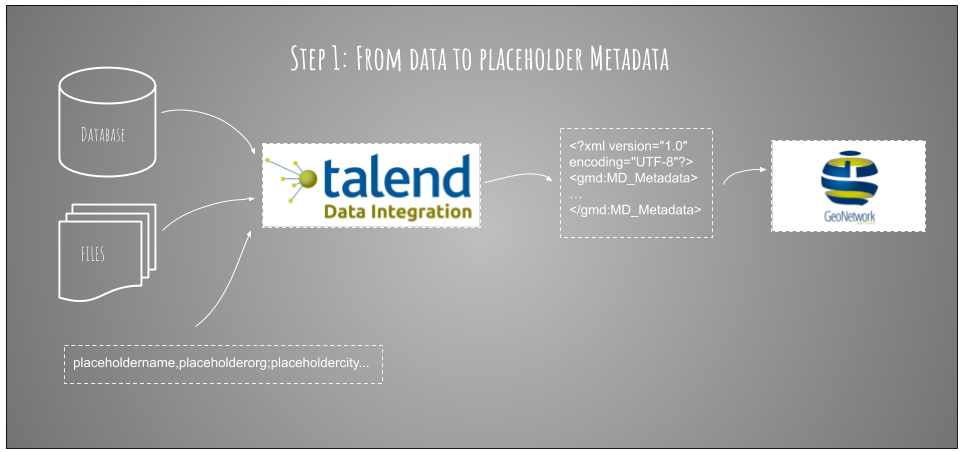 Step 1: From data to placeholder Metadata
Database
talend
Data Integration
<?xml version="1.0"
encoding="UTF-8"?>
<gmd:MD_Metadata>
...
</gmd:MD_Metadata>
GeoNetwork
FILES
placeholdername,placeholderorg;placeholdercity...